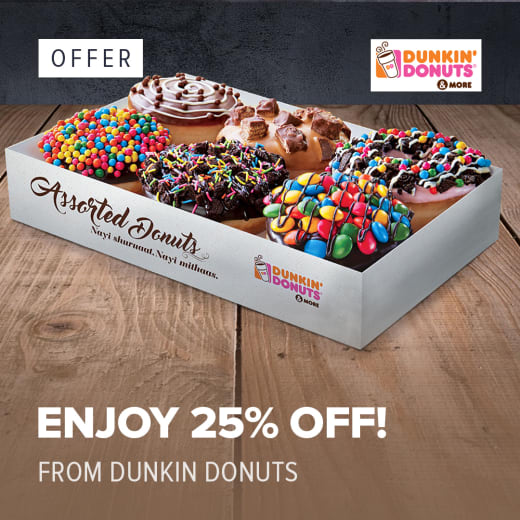 OFFER
DUNKIN'
DONUTS
& MORE
Assorted Donuts
Nayi shuruaat, Nayi mithaas.
DUNKIN'
DONUTS
& MORE
ENJOY 25% OFF!
FROM DUNKIN DONUTS